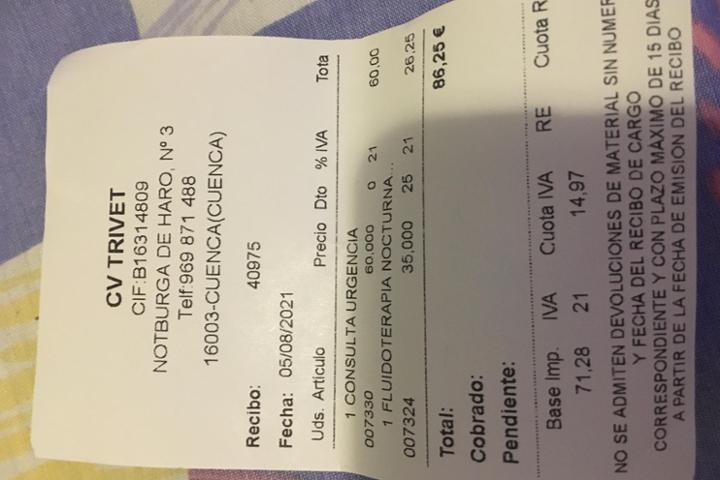 CV TRIVET
CIF:B16314809
NOTBURGA DE HARO, Nº 3
Telf:969 871 488
16003-CUENCA(CUENCA)
Recibo: 40975
Fecha: 05/08/2021
Uds. Artículo Precio Dto % IVA Tota
1 CONSULTA URGENCIA
007330 60,000 0 21 60,00
1 FLUIDOTERAPIA NOCTURNA...
007324 35,000 25 21 26,25
Total: 86,25 €
Cobrado:
Pendiente:
Base Imp. IVA Cuota IVA RE Cuota R
71,28 21 14,97
NO SE ADMITEN DEVOLUCIONES DE MATERIAL SIN NUMER
Y FECHA DEL RECIBO DE CARGO
CORRESPONDIENTE Y CON PLAZO MÁXIMO DE 15 DIAS
A PARTIR DE LA FECHA DE EMISION DEL RECIBO